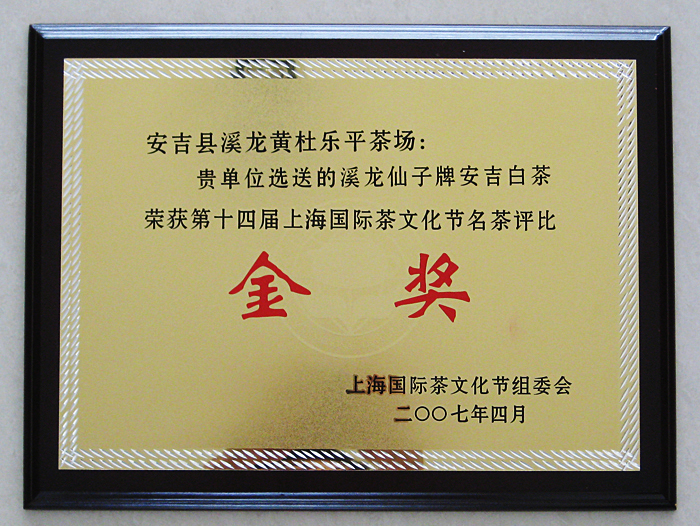 安吉县溪龙黄杜乐平茶场:
贵单位选送的溪龙仙子牌安吉白茶
荣获第十四届上海国际茶文化节名茶评比
金奖
上海国际茶文化节组委会
二〇〇七年四月